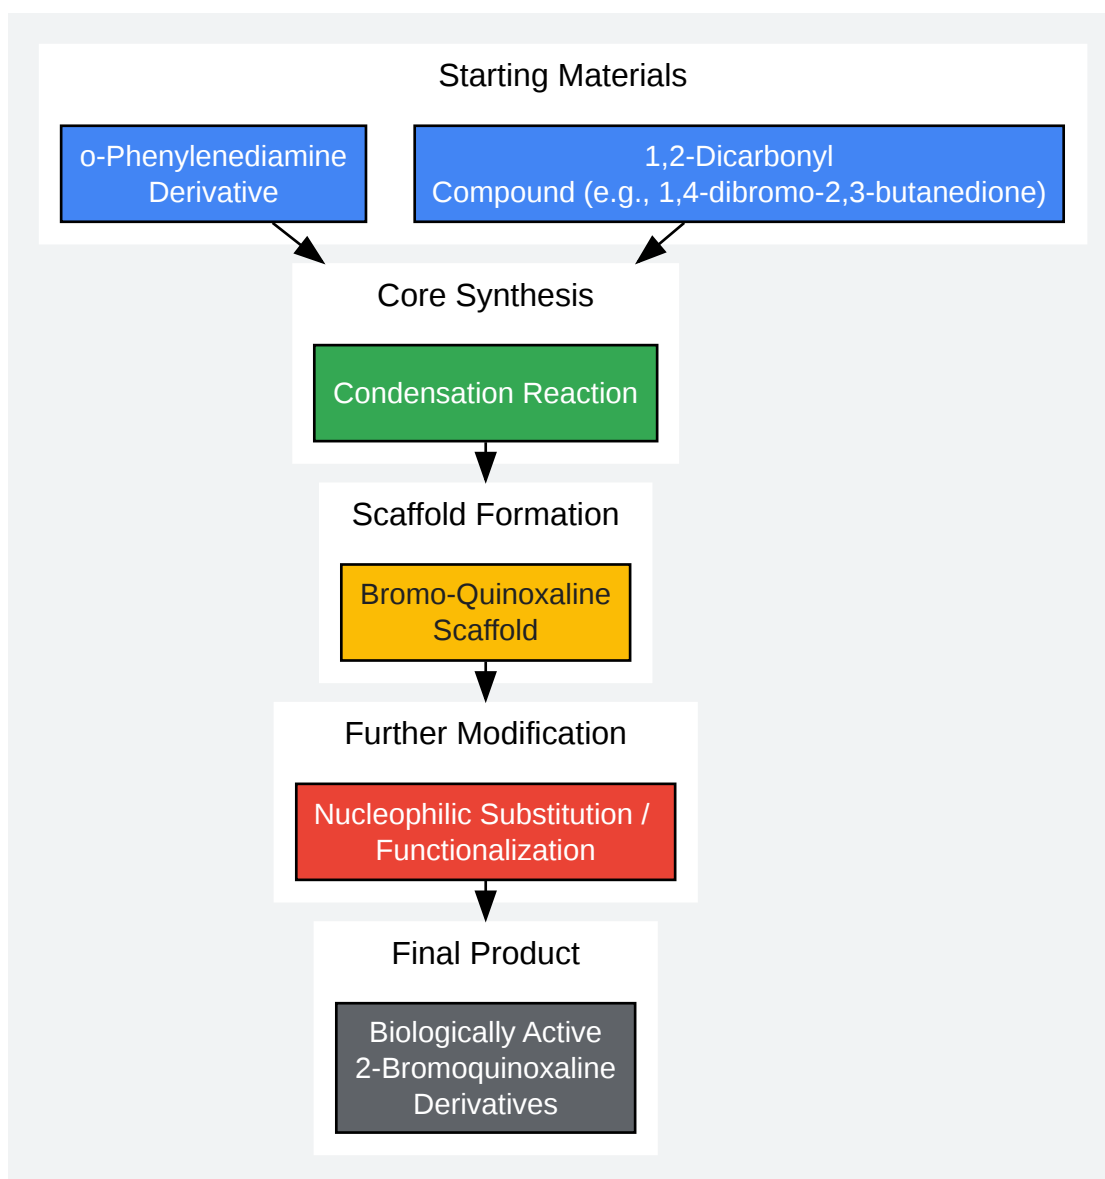 Starting Materials
o-Phenylenediamine
Derivative
1,2-Dicarbonyl
Compound (e.g., 1,4-dibromo-2,3-butanedione)
Core Synthesis
Condensation Reaction
Scaffold Formation
Bromo-Quinoxaline
Scaffold
Further Modification
Nucleophilic Substitution /
Functionalization
Final Product
Biologically Active
2-Bromoquinoxaline
Derivatives